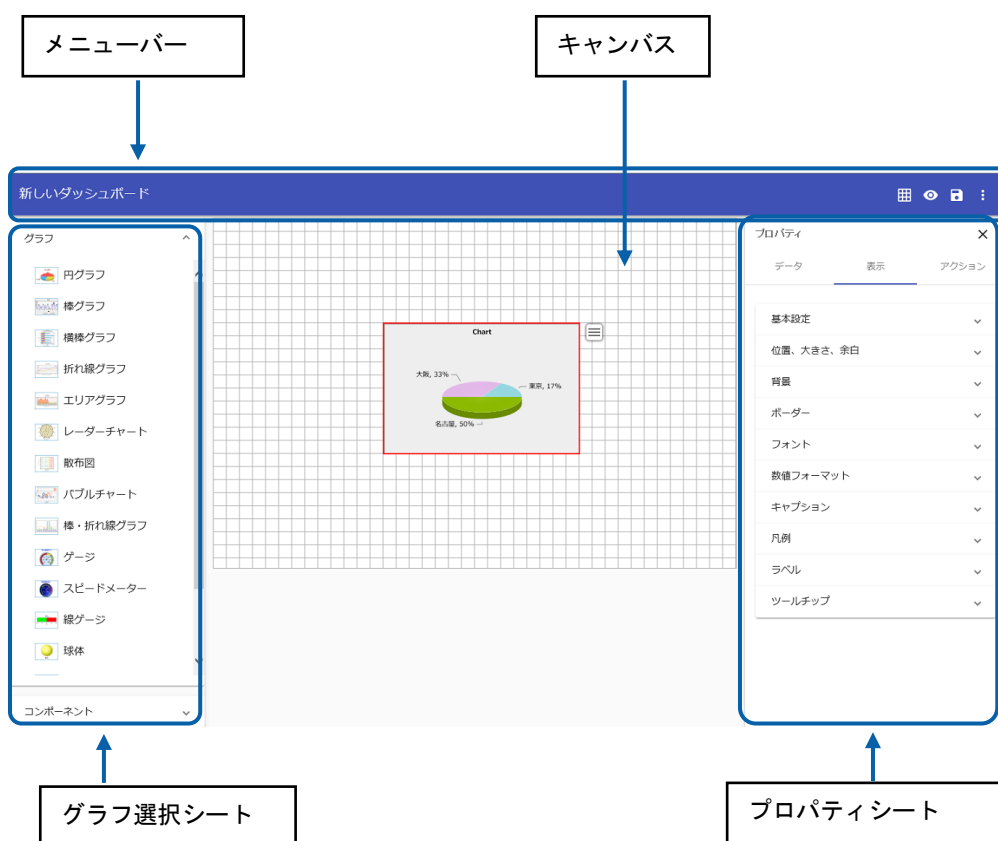 メニューバー
キャンバス
新しいダッシュボード
グラフ
円グラフ
棒グラフ
横棒グラフ
折れ線グラフ
エリアグラフ
レーダーチャート
散布図
バブルチャート
棒・折れ線グラフ
ゲージ
スピードメーター
線ゲージ
球体
コンポーネント
Chart
大阪, 33%
東京, 17%
名古屋, 50%
プロパティ
データ
表示
アクション
基本設定
位置、大きさ、余白
背景
ボーダー
フォント
数値フォーマット
キャプション
凡例
ラベル
ツールチップ
グラフ選択シート
プロパティシート